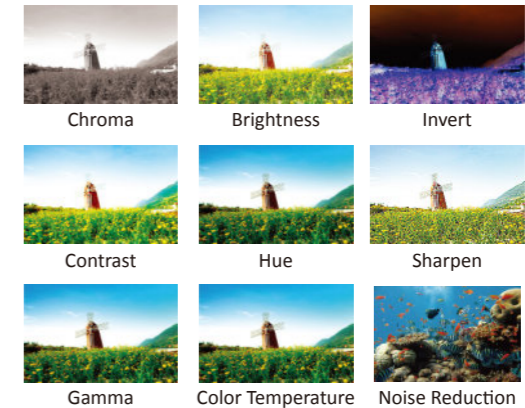 Chroma
Brightness
Invert
Contrast
Hue
Sharpen
Gamma
Color Temperature
Noise Reduction